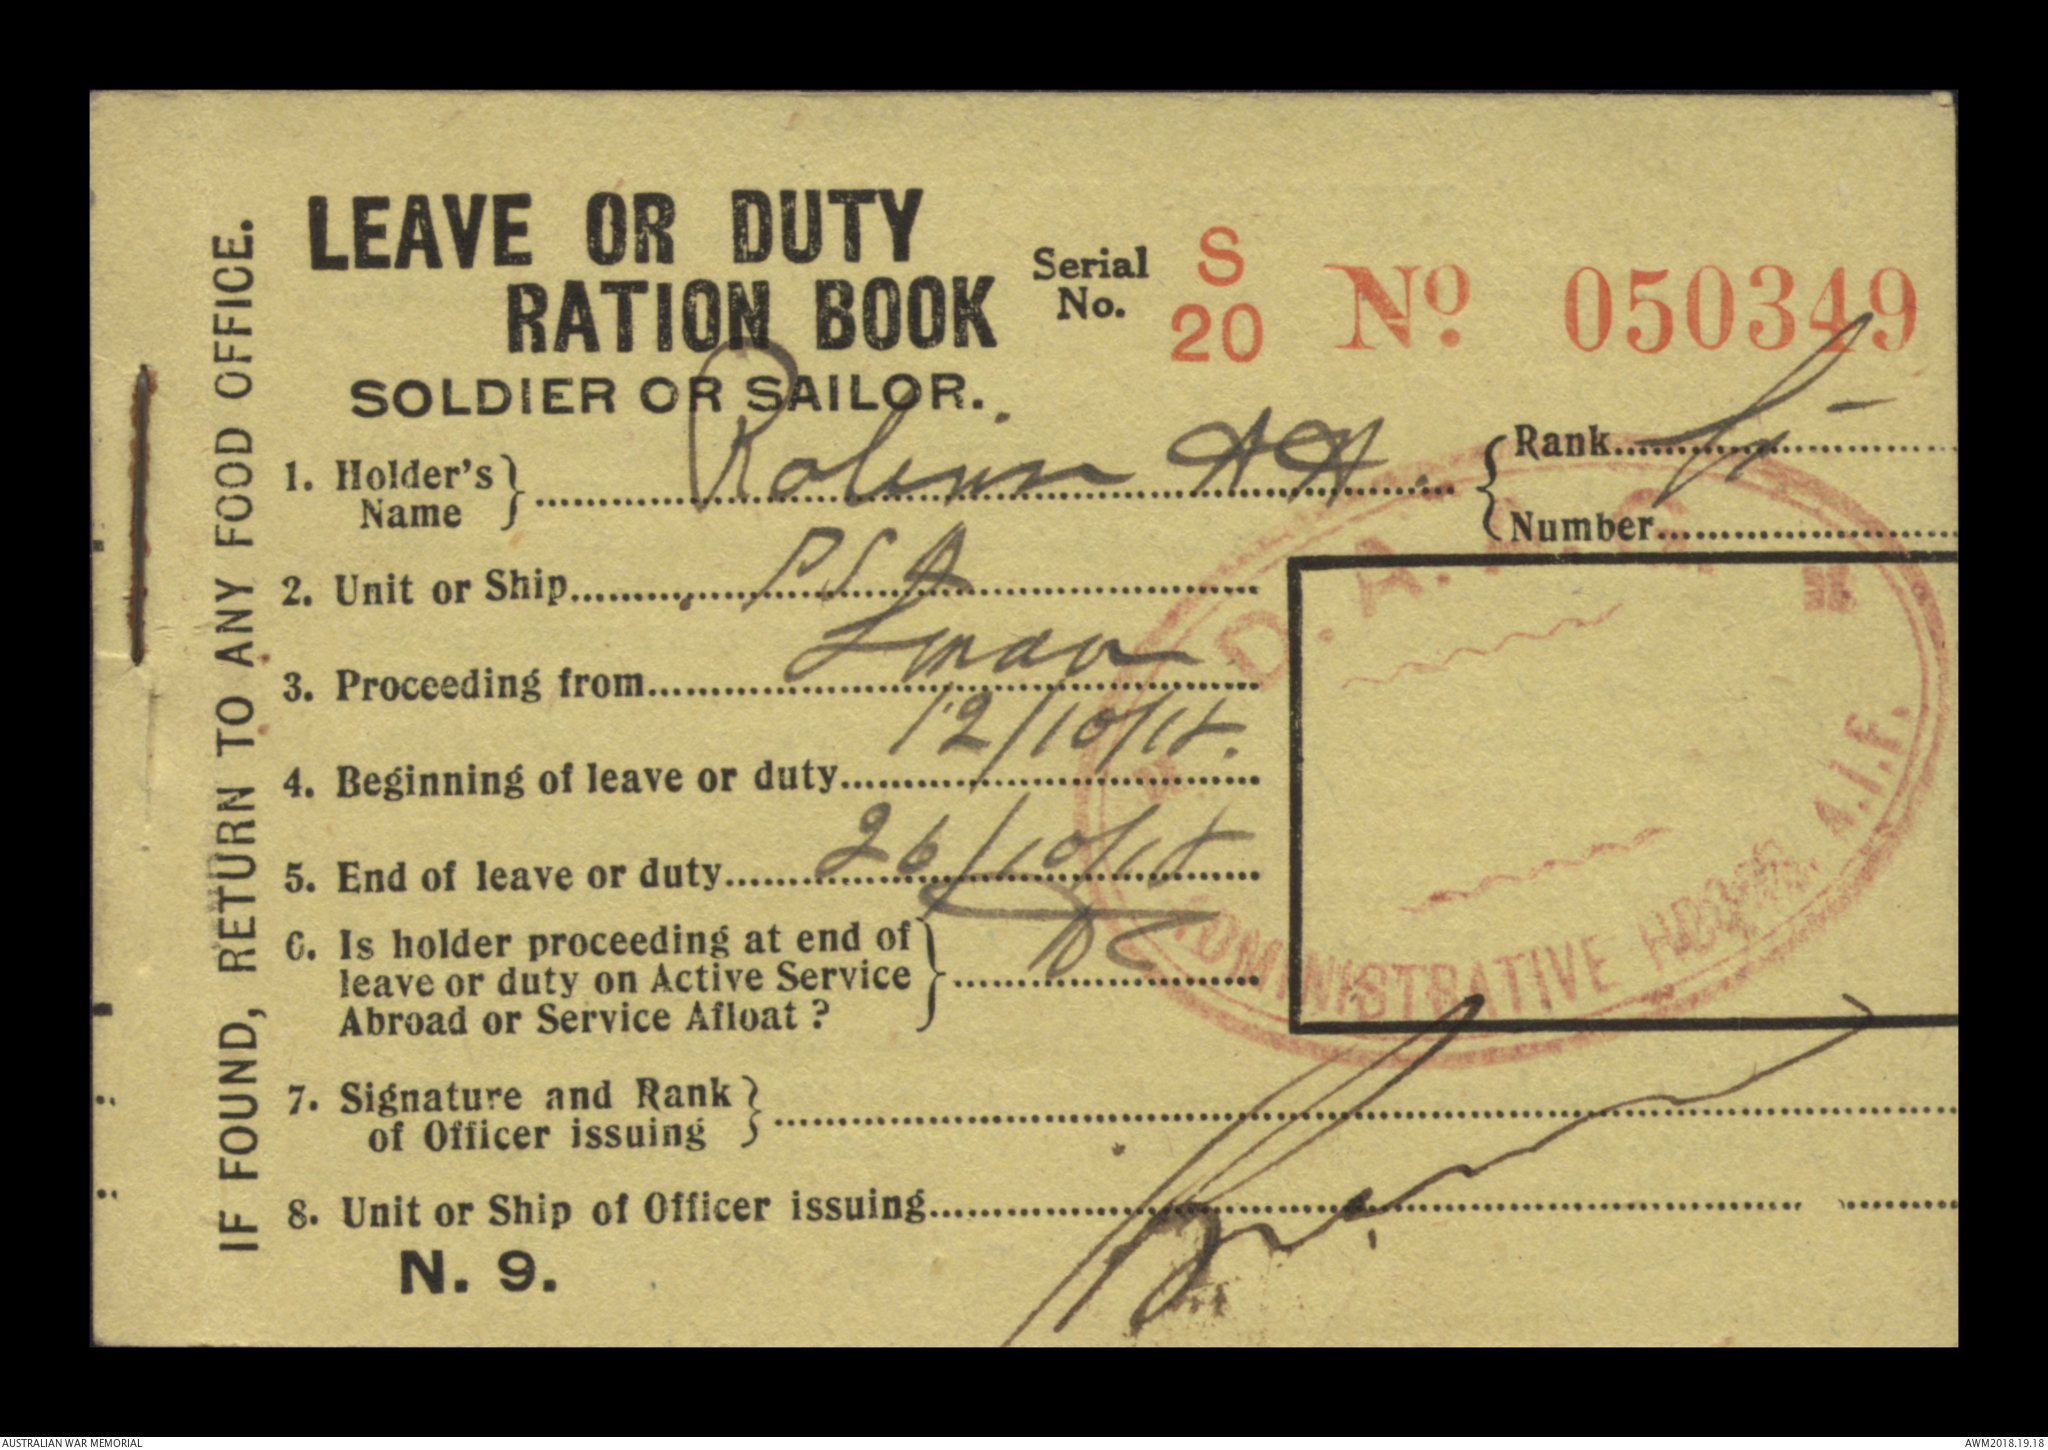 IF FOUND, RETURN TO ANY FOOD OFFICE.
LEAVE OR DUTY
RATION BOOK
SOLDIER OR SAILOR.
Serial No. S 20 Nº 050349
1. Holder's Name
Rank
Number
2. Unit or Ship
3. Proceeding from
4. Beginning of leave or duty 12/10/18.
5. End of leave or duty 26/10/18
6. Is holder proceeding at end of
leave or duty on Active Service
Abroad or Service Afloat ?
D.A.
ADMINISTRATIVE HDQRS. A.I.F.
7. Signature and Rank
of Officer issuing
8. Unit or Ship of Officer issuing
N. 9.
AUSTRALIAN WAR MEMORIAL
AWM2018.19.18